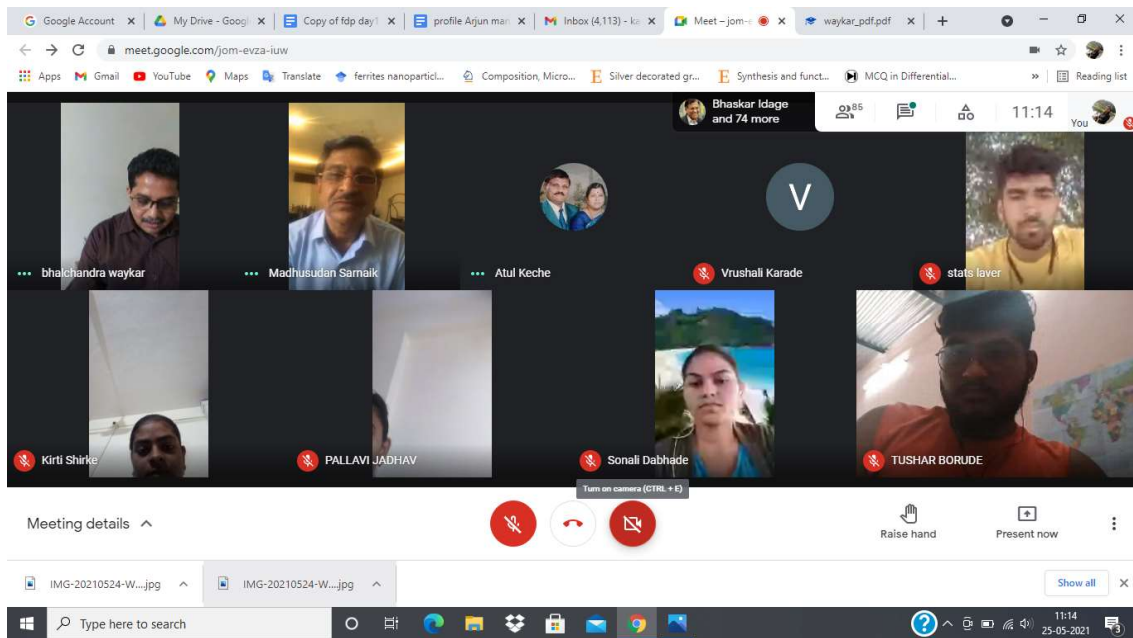 Google Account
My Drive - Googl
Copy of fdp day1
profile Arjun man
Inbox (4,113) - ka
Meet – jom-e
waykar_pdf.pdf
meet.google.com/jom-evza-iuw
Apps
Gmail
YouTube
Maps
Translate
ferrites nanoparticl...
Composition, Micro...
Silver decorated gr...
Synthesis and funct...
MCQ in Differential...
»
Reading list
Bhaskar Idage
and 74 more
85
11:14
You
bhalchandra waykar
Madhusudan Sarnaik
Atul Keche
V
Vrushali Karade
stats laver
Kirti Shirke
PALLAVI JADHAV
Sonali Dabhade
TUSHAR BORUDE
Turn on camera (CTRL + E)
Meeting details
Raise hand
Present now
IMG-20210524-W....jpg
IMG-20210524-W....jpg
Show all
Type here to search
11:14
25-05-2021
3